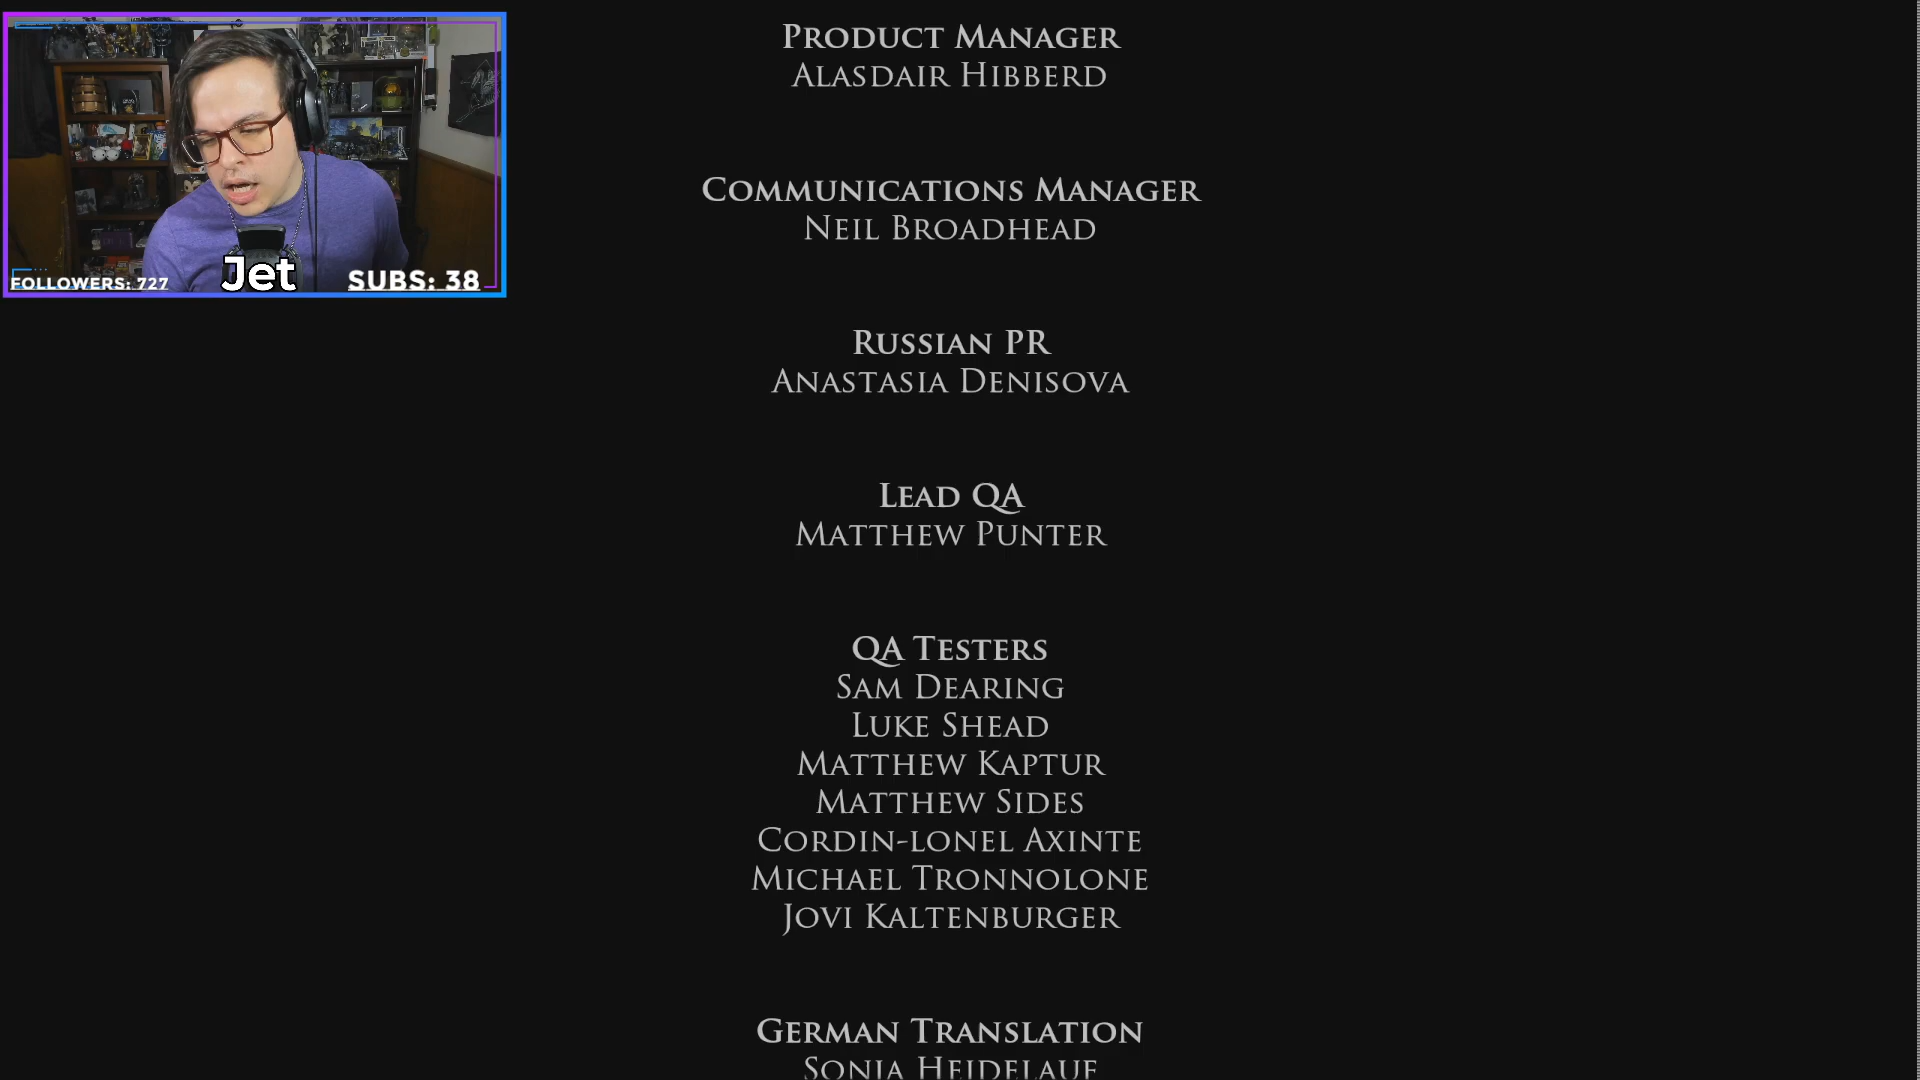 FOLLOWERS: 727
Jet
SUBS: 38
PRODUCT MANAGER
ALASDAIR HIBBERD
COMMUNICATIONS MANAGER
NEIL BROADHEAD
RUSSIAN PR
ANASTASIA DENISOVA
LEAD QA
MATTHEW PUNTER
QA TESTERS
SAM DEARING
LUKE SHEAD
MATTHEW KAPTUR
MATTHEW SIDES
CORDIN-LONEL AXINTE
MICHAEL TRONNOLONE
JOVI KALTENBURGER
GERMAN TRANSLATION
SONJA HEIDELAUF